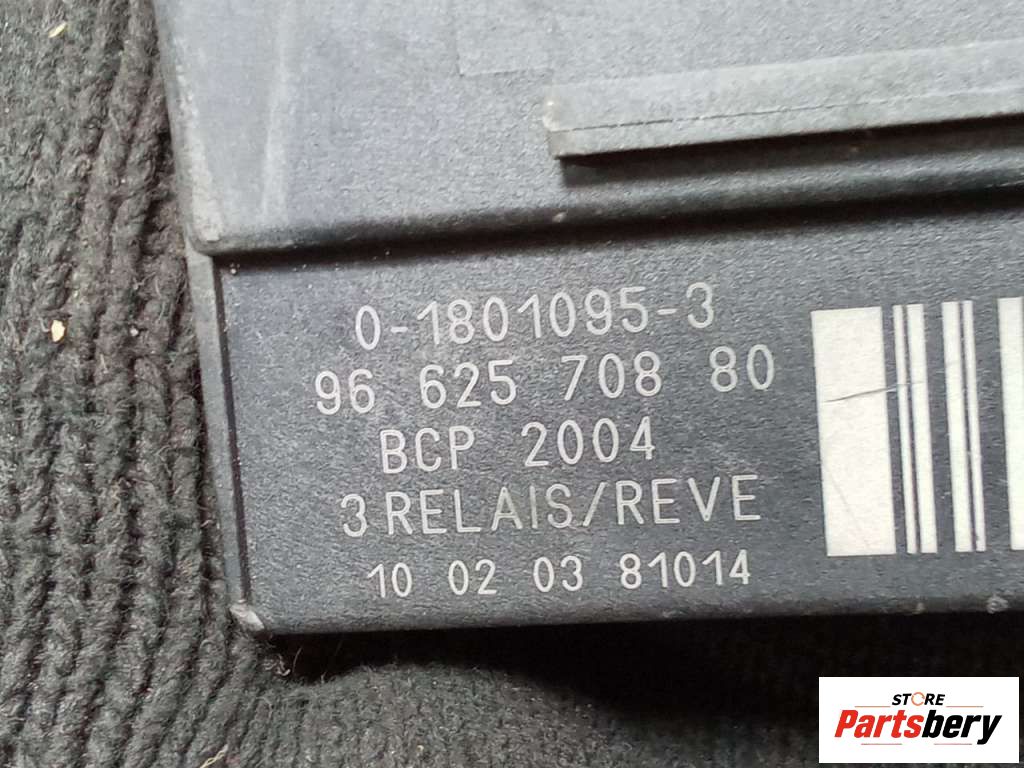 0-1801095-3
96 625 708 80
BCP 2004
3 RELAIS/REVE
10 02 03 81014
STORE
Partsbery